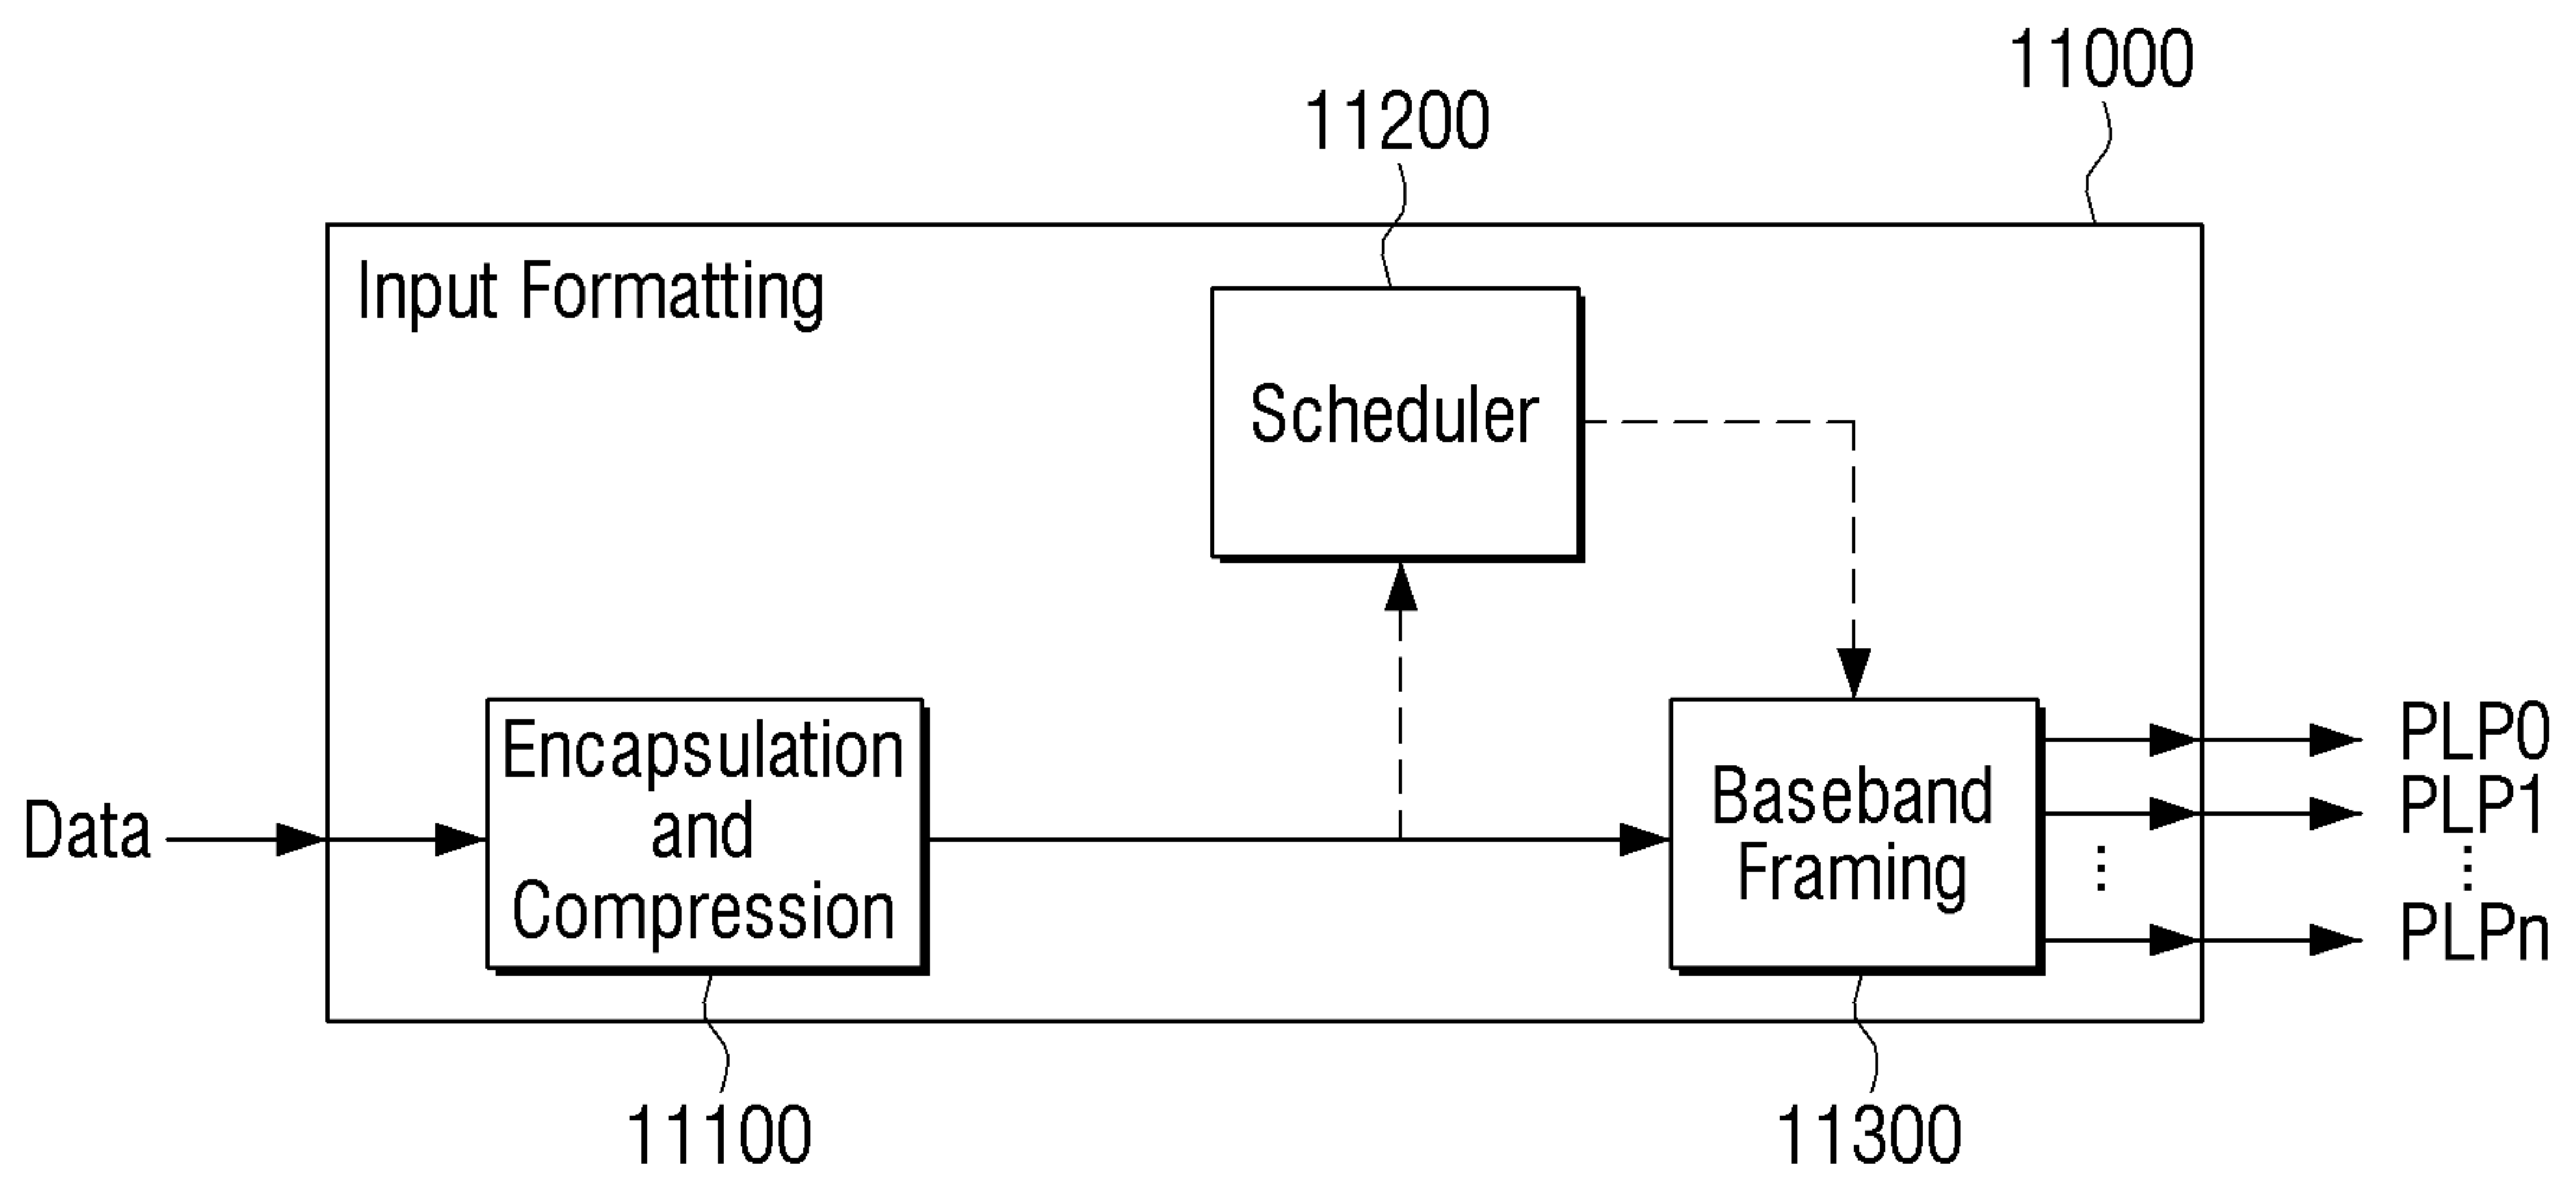 11000
11200
Input Formatting
Scheduler
Encapsulation
and
Compression
Data
Baseband
Framing
PLP0
PLP1
PLPn
11100
11300